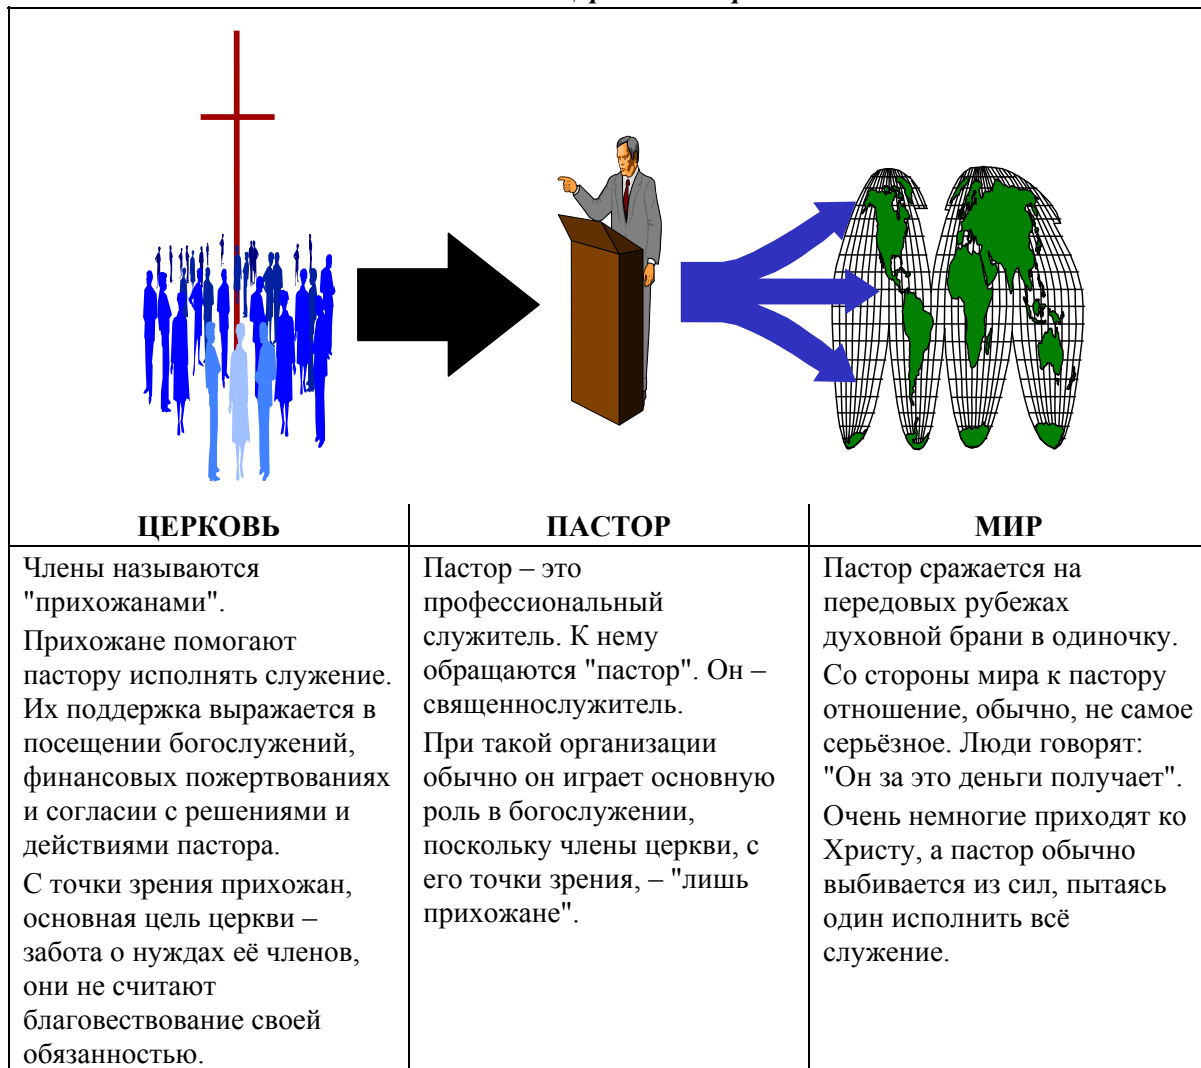 ЦЕРКОВЬ
Члены называются
"прихожанами".
Прихожане помогают
пастору исполнять служение.
Их поддержка выражается в
посещении богослужений,
финансовых пожертвованиях
и согласии с решениями и
действиями пастора.
С точки зрения прихожан,
основная цель церкви –
забота о нуждах её членов,
они не считают
благовествование своей
обязанностью.
ПАСТОР
Пастор – это
профессиональный
служитель. К нему
обращаются "пастор". Он –
священнослужитель.
При такой организации
обычно он играет основную
роль в богослужении,
поскольку члены церкви, с
его точки зрения, – "лишь
прихожане".
МИР
Пастор сражается на
передовых рубежах
духовной брани в одиночку.
Со стороны мира к пастору
отношение, обычно, не самое
серьёзное. Люди говорят:
"Он за это деньги получает".
Очень немногие приходят ко
Христу, а пастор обычно
выбивается из сил, пытаясь
один исполнить всё
служение.